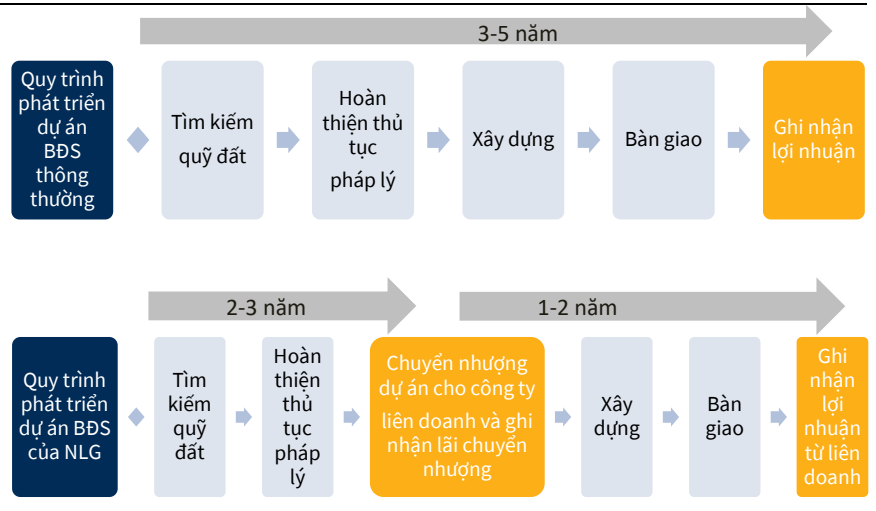 3-5 năm
Quy trình
phát triển
dự án
BĐS
thông
thường
Tìm kiếm
quỹ đất
Hoàn
thiện thủ
tục
pháp lý
Xây dựng
Bàn giao
Ghi nhận
lợi nhuận
2-3 năm
1-2 năm
Quy trình
phát triển
dự án BĐS
của NLG
Tìm
kiếm
quỹ
đất
Hoàn
thiện
thủ
tục
pháp
lý
Chuyển nhượng
dự án cho công ty
liên doanh và ghi
nhận lãi chuyển
nhượng
Xây
dựng
Bàn
giao
Ghi
nhận
lợi
nhuận
từ liên
doanh